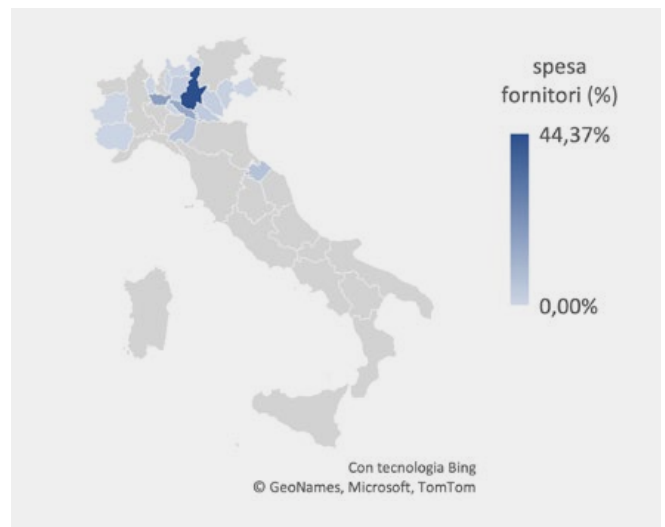 spesa
fornitori (%)
44,37%
0,00%
Con tecnologia Bing
© GeoNames, Microsoft, TomTom